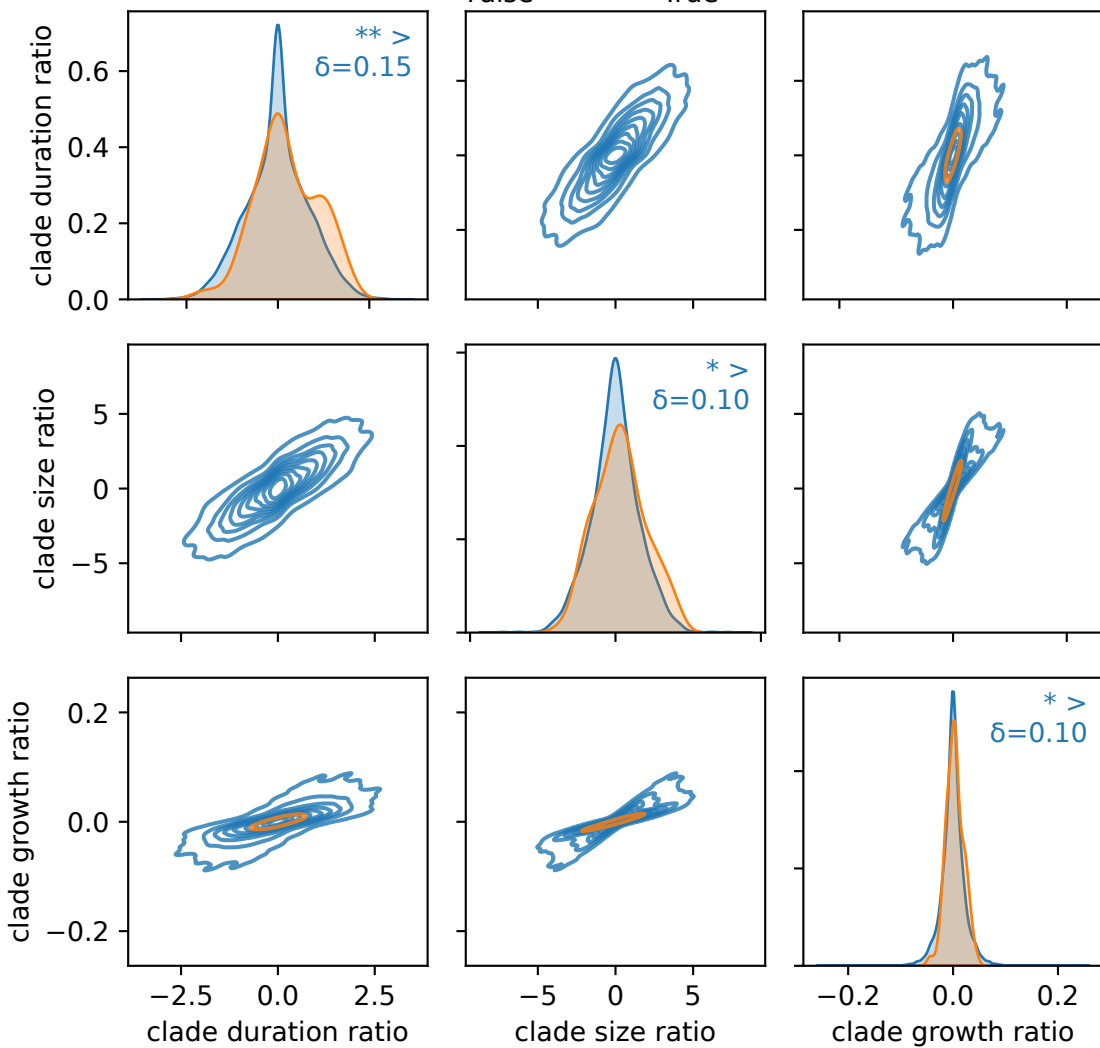 True
clade duration ratio
0.6
0.4
0.2
0.0
** >
δ=0.15
clade size ratio
5
0
−5
* >
δ=0.10
clade growth ratio
0.2
0.0
−0.2
* >
δ=0.10
−2.5 0.0 2.5
−5 0 5
−0.2 0.0 0.2
clade duration ratio
clade size ratio
clade growth ratio